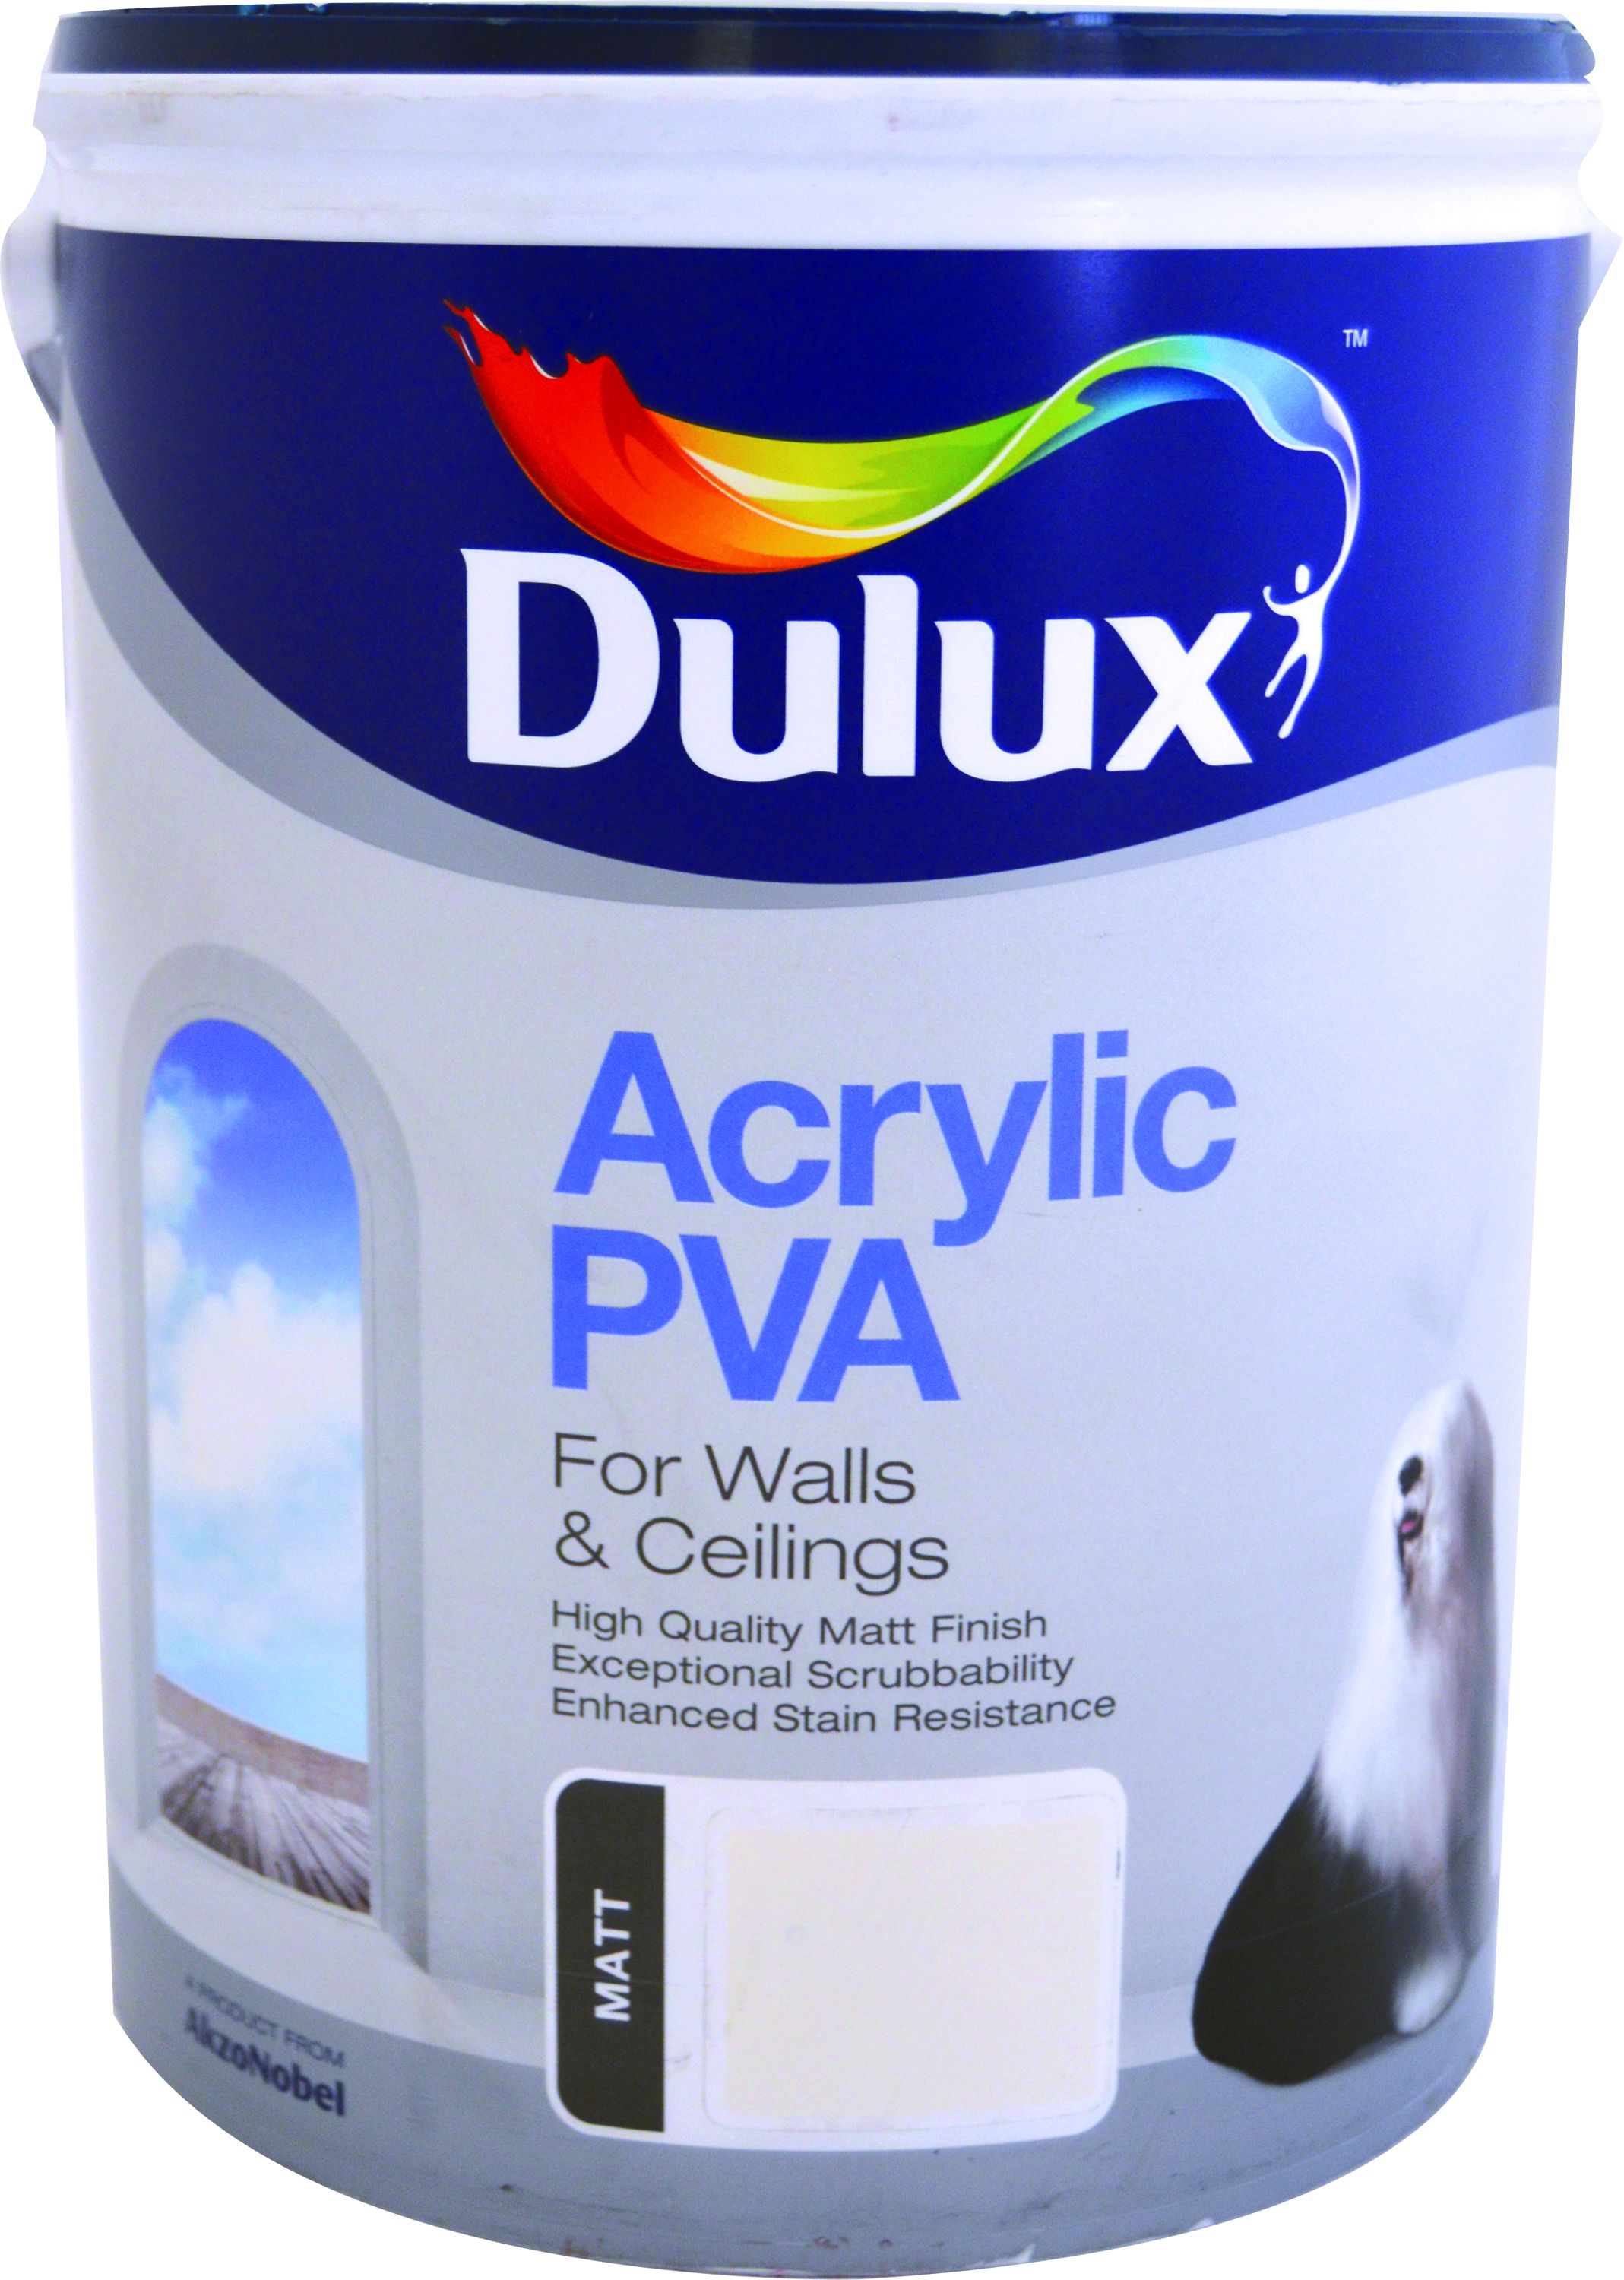 TM
Dulux
Acrylic
PVA
For Walls
& Ceilings
High Quality Matt Finish
Exceptional Scrubbability
Enhanced Stain Resistance
MATT
A PRODUCT FROM
AkzoNobel